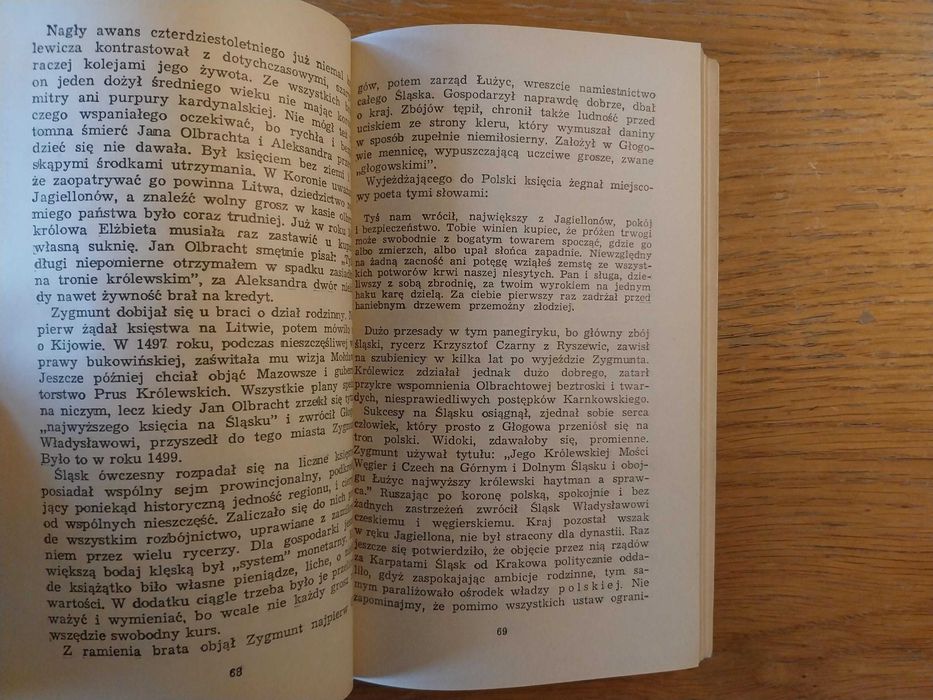 Nagły awans czterdziestoletniego już niemal
lewicza kontrastował z dotychczasowymi,
raczej kolejami jego żywota. Ze wszystkich
on jeden dożył średniego wieku nie mając
mitry ani purpury kardynalskiej. Nie mógł też
czego wspaniałego oczekiwać, bo rychła i
tomna śmierć Jana Olbrachta i Aleksandra
dzieć się nie dawała. Był księciem bez ziemi i
skąpymi środkami utrzymania. W Koronie
że zaopatrywać go powinna Litwa, dziedzictwo
Jagiellonów, a znaleźć wolny grosz w kasie
miego państwa było coraz trudniej. Już w roku
królowa Elżbieta musiała raz zastawić u
własną suknię. Jan Olbracht smętnie pisał:
długi niepomierne otrzymałem w spadku
na tronie królewskim”, za Aleksandra dwór
dy nawet żywność brał na kredyt.
Zygmunt dobijał się u braci o dział rodzinny.
pierw żądał księstwa na Litwie, potem
o Kijowie. W 1497 roku, podczas nieszczęśliwej
prawy bukowińskiej, zaświtała mu wizja
Jeszcze później chciał objąć Mazowsze i
torstwo Prus Królewskich. Wszystkie plany
na niczym, lecz kiedy Jan Olbracht zrzekł się
„najwyższego księcia na Śląsku” i zwrócił
Władysławowi, przyszedł do tego miasta
Było to w roku 1499.
Śląsk ówczesny rozpadał się na liczne
posiadał wspólny sejm prowincjonalny,
jący poniekąd historyczną jedność regionu, i
od wspólnych nieszczęść. Zaliczało się do nich
de wszystkim rozbójnictwo, uprawiane z
niem przez wielu rycerzy. Dla gospodarki
większą bodaj klęską był „system” monetarny.
de książątko biło własne pieniądze, liche, o
wartości. W dodatku ciągle trzeba było je
ważyć i wymieniać, bo wcale nie każdy grosz
wszędzie swobodny kurs.
Z ramienia brata objął Zygmunt najpierw
68
gów, potem zarząd Łużyc, wreszcie namiestnictwo
całego Śląska. Gospodarzył naprawdę dobrze, dbał
o kraj. Zbójów tępił, chronił także ludność przed
uciskiem ze strony kleru, który wymuszał daniny
w sposób zupełnie niemiłosierny. Założył w Głogo-
wie mennicę, wypuszczającą uczciwe grosze, zwane
„głogowskimi”.
Wyjeżdżającego do Polski księcia żegnał miejsco-
wy poeta tymi słowami:
Tyś nam wrócił, największy z Jagiellonów, pokój
i bezpieczeństwo. Tobie winien kupiec, że próżen trwogi
może swobodnie z bogatym towarem spocząć, gdzie go
albo zmierzch, albo upał słońca zapadnie. Niewzględny
na żadną zacność ani potęgę wziąłeś zemstę ze wszyst-
kich potworów krwi naszej niesytych. Pan i sługa, dzie-
liwszy z sobą zbrodnię, za twoim wyrokiem na jednym
haku karę dzielą. Za ciebie pierwszy raz zadrżał przed
haniebnym drzewem przemożny złodziej.
Dużo przesady w tym panegiryku, bo główny zbój
śląski, rycerz Krzysztof Czarny z Ryszewic, zawisł
na szubienicy w kilka lat po wyjeździe Zygmunta.
Królewicz zdziałał jednak dużo dobrego, zatarł
przykre wspomnienia Olbrachtowej beztroski i twar-
dych, niesprawiedliwych postępków Karnkowskiego.
Sukcesy na Śląsku osiągnął, zjednał sobie serca
człowiek, który prosto z Głogowa przeniósł się na
tron polski. Widoki, zdawałoby się, promienne.
Zygmunt używał tytułu: „Jego Królewskiej Mości
Węgier i Czech na Górnym i Dolnym Śląsku i oboj-
gu Łużyc najwyższy królewski haytman a spraw-
ca.” Ruszając po koronę polską, spokojnie i bez
żadnych zastrzeżeń zwrócił Śląsk Władysławowi
czeskiemu i węgierskiemu. Kraj pozostał wszak
w ręku Jagiellona, nie był stracony dla dynastii. Raz
jeszcze się potwierdziło, że objęcie przez nią rządów
za Karpatami Śląsk od Krakowa politycznie odda-
liło, gdyż zaspokajając ambicje rodzinne, tym sa-
mym paraliżowało ośrodek władzy polskiej. Nie
zapominajmy, że pomimo wszystkich ustaw ograni-
69